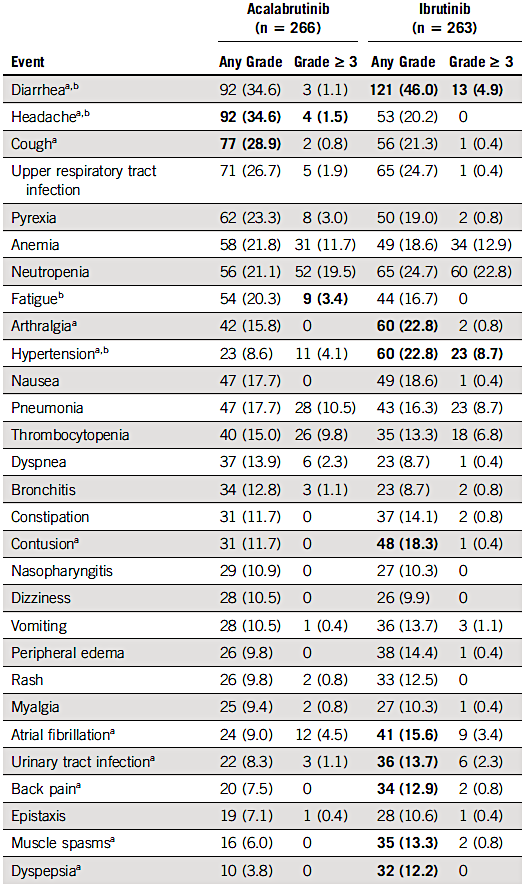 Acalabrutinib Ibrutinib
(n = 266) (n = 263)
Event Any Grade Grade ≥ 3 Any Grade Grade ≥ 3
Diarrheaa,b 92 (34.6) 3 (1.1) 121 (46.0) 13 (4.9)
Headachea,b 92 (34.6) 4 (1.5) 53 (20.2) 0
Cougha 77 (28.9) 2 (0.8) 56 (21.3) 1 (0.4)
Upper respiratory tract 71 (26.7) 5 (1.9) 65 (24.7) 1 (0.4)
infection
Pyrexia 62 (23.3) 8 (3.0) 50 (19.0) 2 (0.8)
Anemia 58 (21.8) 31 (11.7) 49 (18.6) 34 (12.9)
Neutropenia 56 (21.1) 52 (19.5) 65 (24.7) 60 (22.8)
Fatigueb 54 (20.3) 9 (3.4) 44 (16.7) 0
Arthralgiaa 42 (15.8) 0 60 (22.8) 2 (0.8)
Hypertensiona,b 23 (8.6) 11 (4.1) 60 (22.8) 23 (8.7)
Nausea 47 (17.7) 0 49 (18.6) 1 (0.4)
Pneumonia 47 (17.7) 28 (10.5) 43 (16.3) 23 (8.7)
Thrombocytopenia 40 (15.0) 26 (9.8) 35 (13.3) 18 (6.8)
Dyspnea 37 (13.9) 6 (2.3) 23 (8.7) 1 (0.4)
Bronchitis 34 (12.8) 3 (1.1) 23 (8.7) 2 (0.8)
Constipation 31 (11.7) 0 37 (14.1) 2 (0.8)
Contusiona 31 (11.7) 0 48 (18.3) 1 (0.4)
Nasopharyngitis 29 (10.9) 0 27 (10.3) 0
Dizziness 28 (10.5) 0 26 (9.9) 0
Vomiting 28 (10.5) 1 (0.4) 36 (13.7) 3 (1.1)
Peripheral edema 26 (9.8) 0 38 (14.4) 1 (0.4)
Rash 26 (9.8) 2 (0.8) 33 (12.5) 0
Myalgia 25 (9.4) 2 (0.8) 27 (10.3) 1 (0.4)
Atrial fibrillationa 24 (9.0) 12 (4.5) 41 (15.6) 9 (3.4)
Urinary tract infectiona 22 (8.3) 3 (1.1) 36 (13.7) 6 (2.3)
Back paina 20 (7.5) 0 34 (12.9) 2 (0.8)
Epistaxis 19 (7.1) 1 (0.4) 28 (10.6) 1 (0.4)
Muscle spasmsa 16 (6.0) 0 35 (13.3) 2 (0.8)
Dyspepsiaa 10 (3.8) 0 32 (12.2) 0